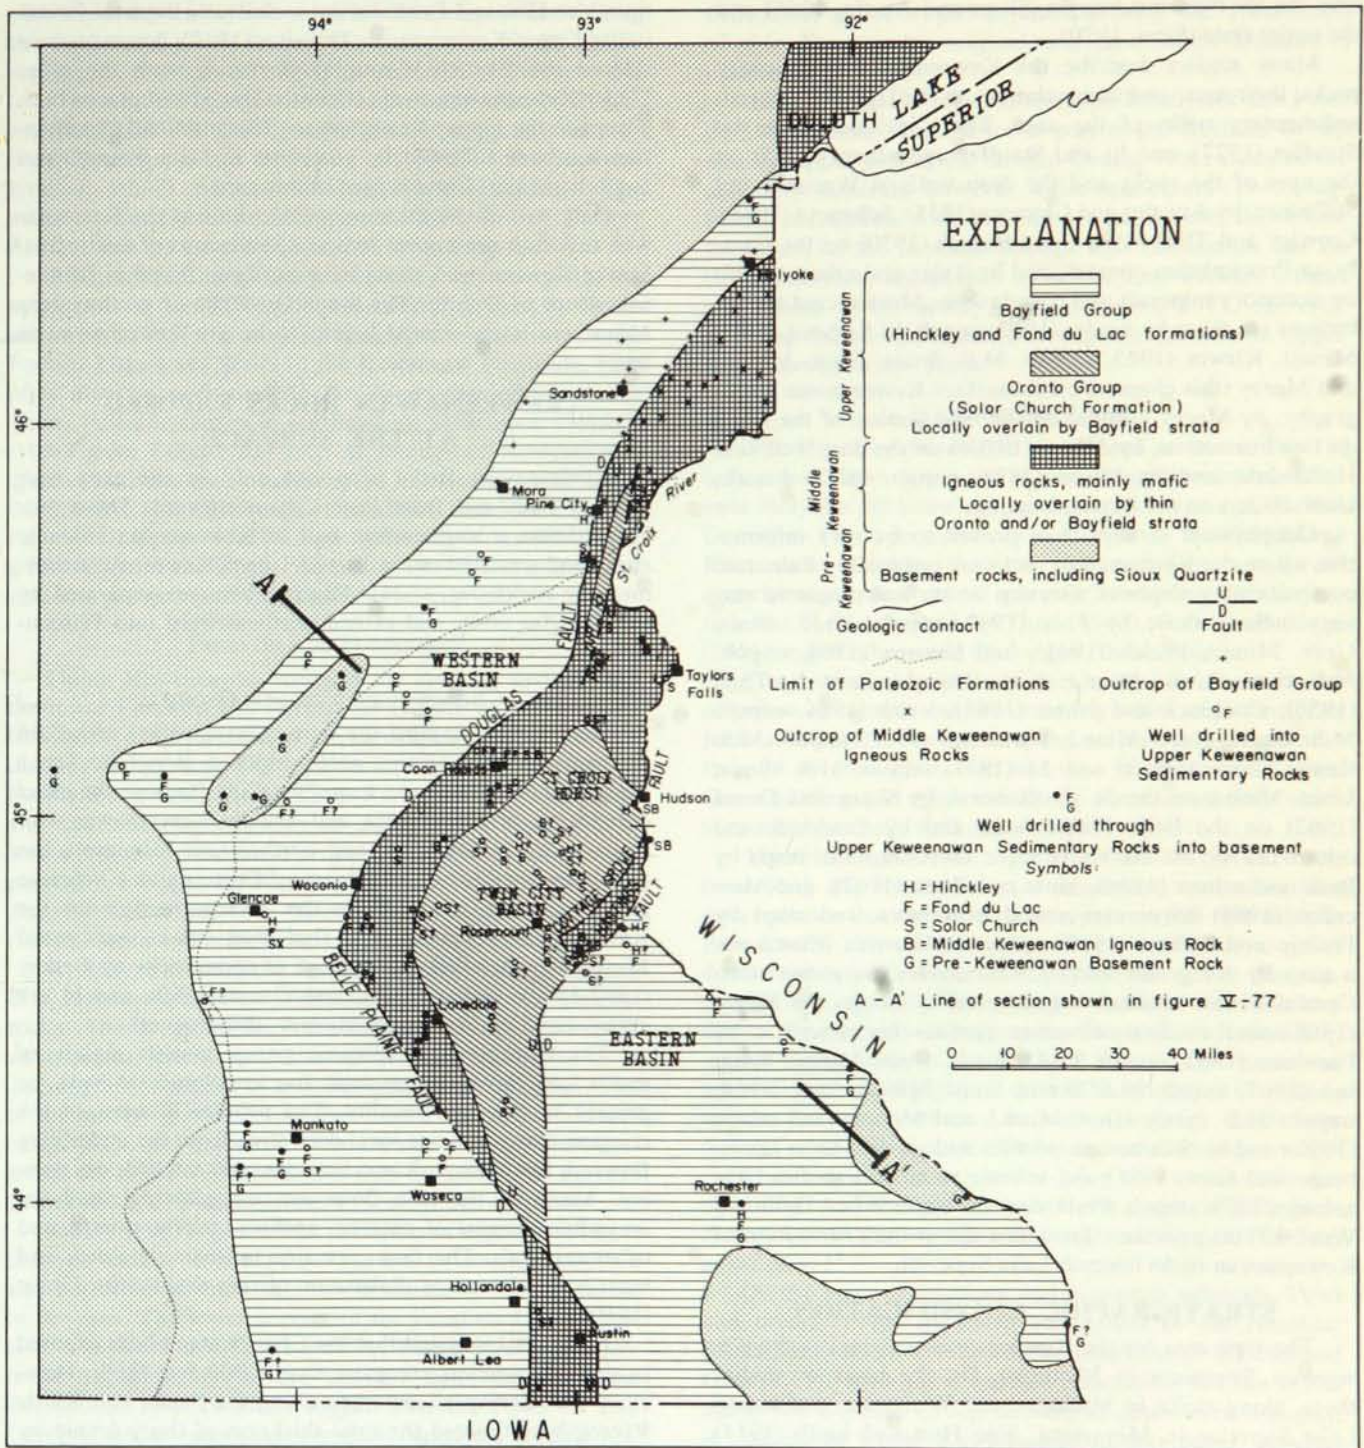 94°
93°
92°
LAKE
SUPERIOR
DULUTH
F
G
Holyoke
Sandstone
46°
D
U
Mora
Pine City
H
St. Croix
River
S
F
F
F
G
A
FAULT
WESTERN
BASIN
Taylors
Falls
S
DOUGLAS
Coon Rapids
ST CROIX
HORST
FAULT
Hudson
H
SB
SB
45°
F
G
G
F?
F?
Waconia
TWIN CITY
BASIN
Glencoe
H
F
SX
Rosemount
FAULT
HF
BELLE PLAINE
FAULT
F?
Lonsdale
U
D
EASTERN
BASIN
WISCONSIN
H
F
F
F
G
A'
G
Mankato
F
G
F?
G
F
G
F
S?
F
F
Waseca
44°
U
D
Rochester
H
F
G
Hollandale
SX
Austin
Albert Lea
F?
G?
F?
G
D
U
U
D
IOWA
EXPLANATION
Upper Keweenawan
Bayfield Group
(Hinckley and Fond du Lac formations)
Oronto Group
(Solor Church Formation)
Locally overlain by Bayfield strata
Middle Keweenawan
Igneous rocks, mainly mafic
Locally overlain by thin
Oronto and/or Bayfield strata
Pre-Keweenawan
Basement rocks, including Sioux Quartzite
U
D
Geologic contact
Fault
Limit of Paleozoic Formations
Outcrop of Bayfield Group
x
Outcrop of Middle Keweenawan
Igneous Rocks
F
Well drilled into
Upper Keweenawan
Sedimentary Rocks
F
G
Well drilled through
Upper Keweenawan Sedimentary Rocks into basement
Symbols:
H = Hinckley
F = Fond du Lac
S = Solor Church
B = Middle Keweenawan Igneous Rock
G = Pre-Keweenawan Basement Rock
A - A' Line of section shown in figure V-77
0 10 20 30 40 Miles